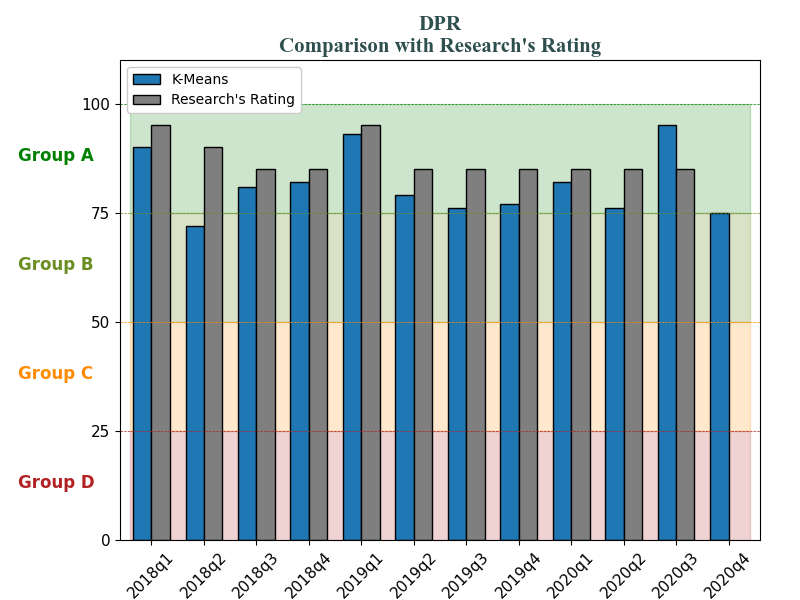 DPR
Comparison with Research's Rating
K-Means
Research's Rating
100
Group A
75
Group B
50
Group C
25
Group D
0
2018q1
2018q2
2018q3
2018q4
2019q1
2019q2
2019q3
2019q4
2020q1
2020q2
2020q3
2020q4